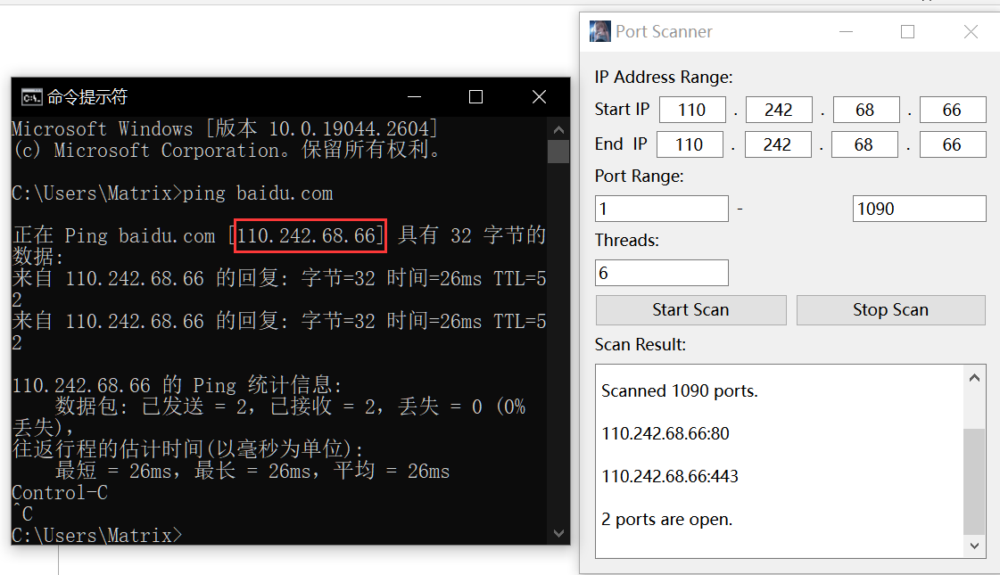 命令提示符
Microsoft Windows [版本 10.0.19044.2604]
(c) Microsoft Corporation。保留所有权利。
C:\Users\Matrix>ping baidu.com
正在 Ping baidu.com [110.242.68.66] 具有 32 字节的
数据:
来自 110.242.68.66 的回复: 字节=32 时间=26ms TTL=5
2
来自 110.242.68.66 的回复: 字节=32 时间=26ms TTL=5
2
110.242.68.66 的 Ping 统计信息:
数据包: 已发送 = 2，已接收 = 2，丢失 = 0 (0%
丢失)，
往返行程的估计时间(以毫秒为单位):
最短 = 26ms，最长 = 26ms，平均 = 26ms
Control-C
^C
C:\Users\Matrix>
Port Scanner
IP Address Range:
Start IP 110 . 242 . 68 . 66
End IP 110 . 242 . 68 . 66
Port Range:
1 - 1090
Threads:
6
Start Scan Stop Scan
Scan Result:
Scanned 1090 ports.
110.242.68.66:80
110.242.68.66:443
2 ports are open.